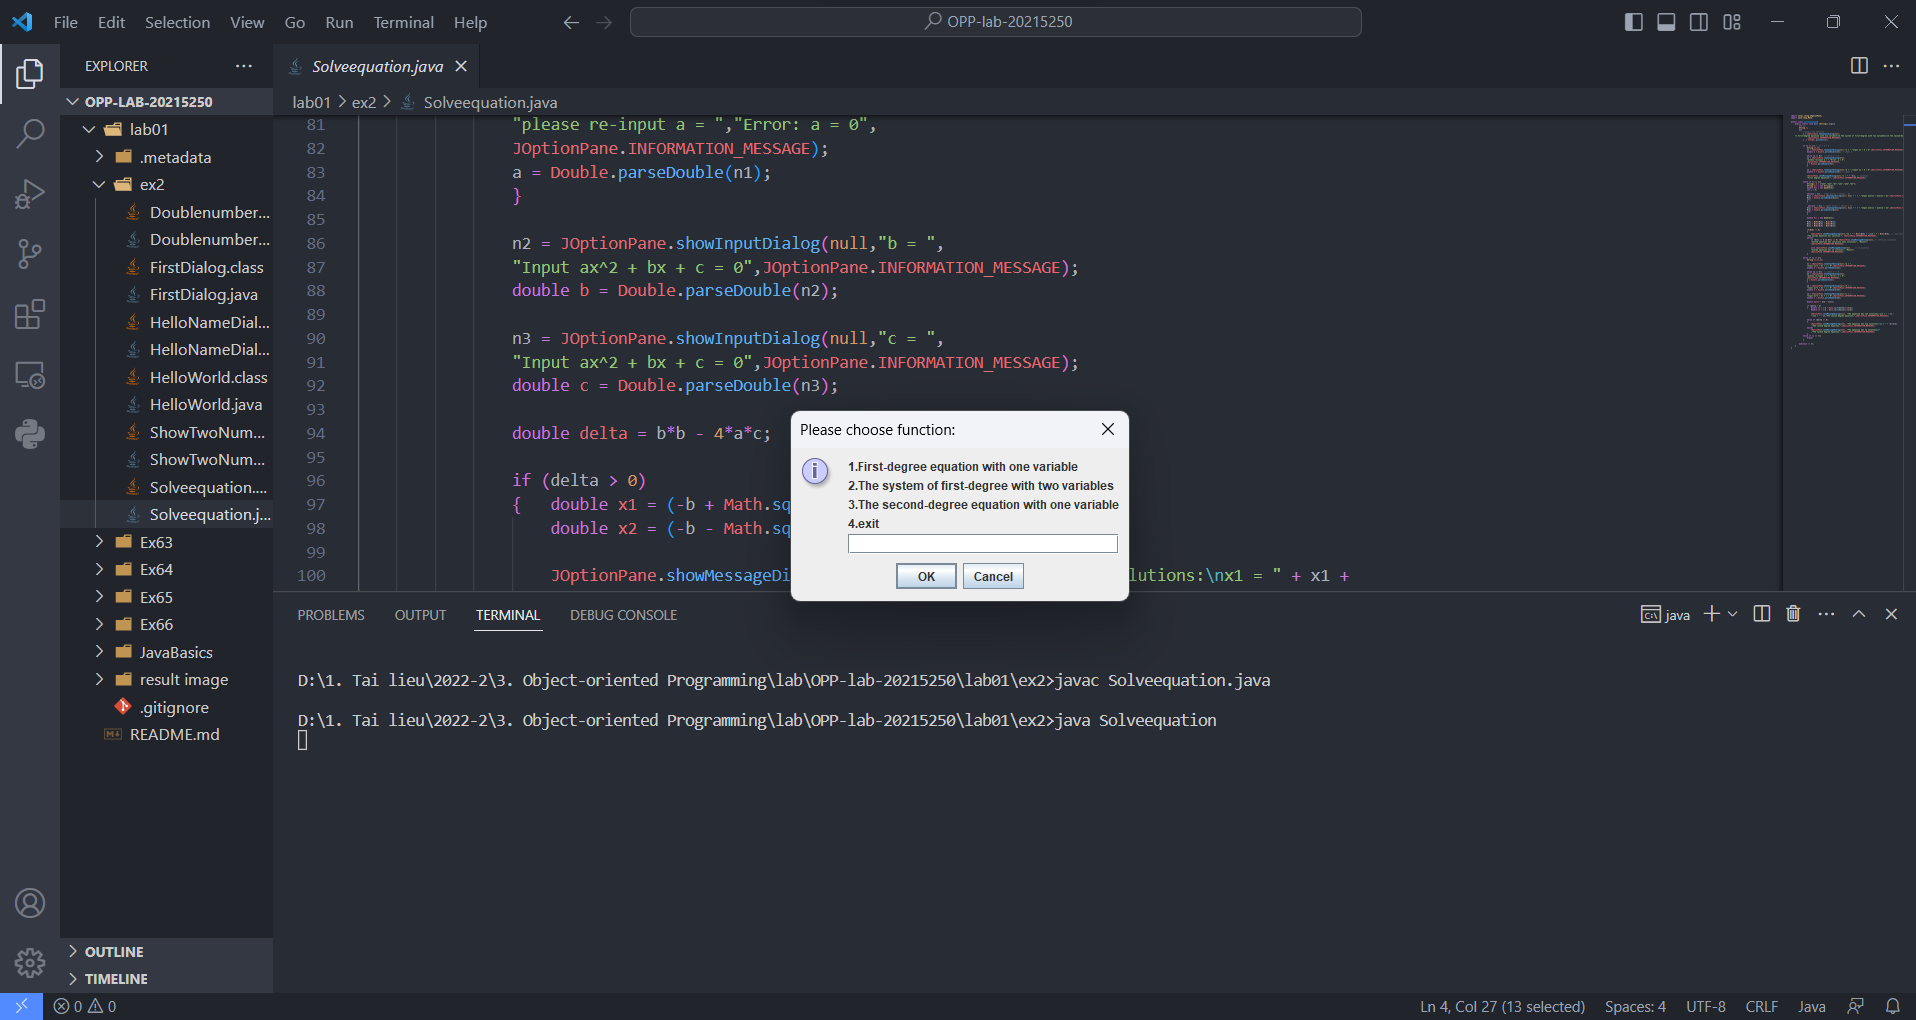 File Edit Selection View Go Run Terminal Help
OPP-lab-20215250
EXPLORER
OPP-LAB-20215250
lab01
.metadata
ex2
Doublenumber...
Doublenumber...
FirstDialog.class
FirstDialog.java
HelloNameDial...
HelloNameDial...
HelloWorld.class
HelloWorld.java
ShowTwoNum...
ShowTwoNum...
Solveequation....
Solveequation.j...
Ex63
Ex64
Ex65
Ex66
JavaBasics
result image
.gitignore
README.md
OUTLINE
TIMELINE
Solveequation.java
lab01 > ex2 > Solveequation.java
81 "please re-input a = ","Error: a = 0",
82 JOptionPane.INFORMATION_MESSAGE);
83 a = Double.parseDouble(n1);
84 }
85
86 n2 = JOptionPane.showInputDialog(null,"b = ",
87 "Input ax^2 + bx + c = 0",JOptionPane.INFORMATION_MESSAGE);
88 double b = Double.parseDouble(n2);
89
90 n3 = JOptionPane.showInputDialog(null,"c = ",
91 "Input ax^2 + bx + c = 0",JOptionPane.INFORMATION_MESSAGE);
92 double c = Double.parseDouble(n3);
93
94 double delta = b*b - 4*a*c;
95
96 if (delta > 0)
97 { double x1 = (-b + Math.sq
98 double x2 = (-b - Math.sq
99
100 JOptionPane.showMessageDi lutions:\nx1 = " + x1 +
Please choose function:
1.First-degree equation with one variable
2.The system of first-degree with two variables
3.The second-degree equation with one variable
4.exit
OK Cancel
PROBLEMS OUTPUT TERMINAL DEBUG CONSOLE
java
D:\1. Tai lieu\2022-2\3. Object-oriented Programming\lab\OPP-lab-20215250\lab01\ex2>javac Solveequation.java
D:\1. Tai lieu\2022-2\3. Object-oriented Programming\lab\OPP-lab-20215250\lab01\ex2>java Solveequation
0 0
Ln 4, Col 27 (13 selected) Spaces: 4 UTF-8 CRLF Java